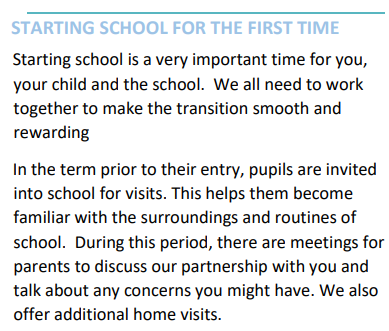 STARTING SCHOOL FOR THE FIRST TIME
Starting school is a very important time for you,
your child and the school.  We all need to work
together to make the transition smooth and
rewarding
In the term prior to their entry, pupils are invited
into school for visits. This helps them become
familiar with the surroundings and routines of
school.  During this period, there are meetings for
parents to discuss our partnership with you and
talk about any concerns you might have. We also
offer additional home visits.